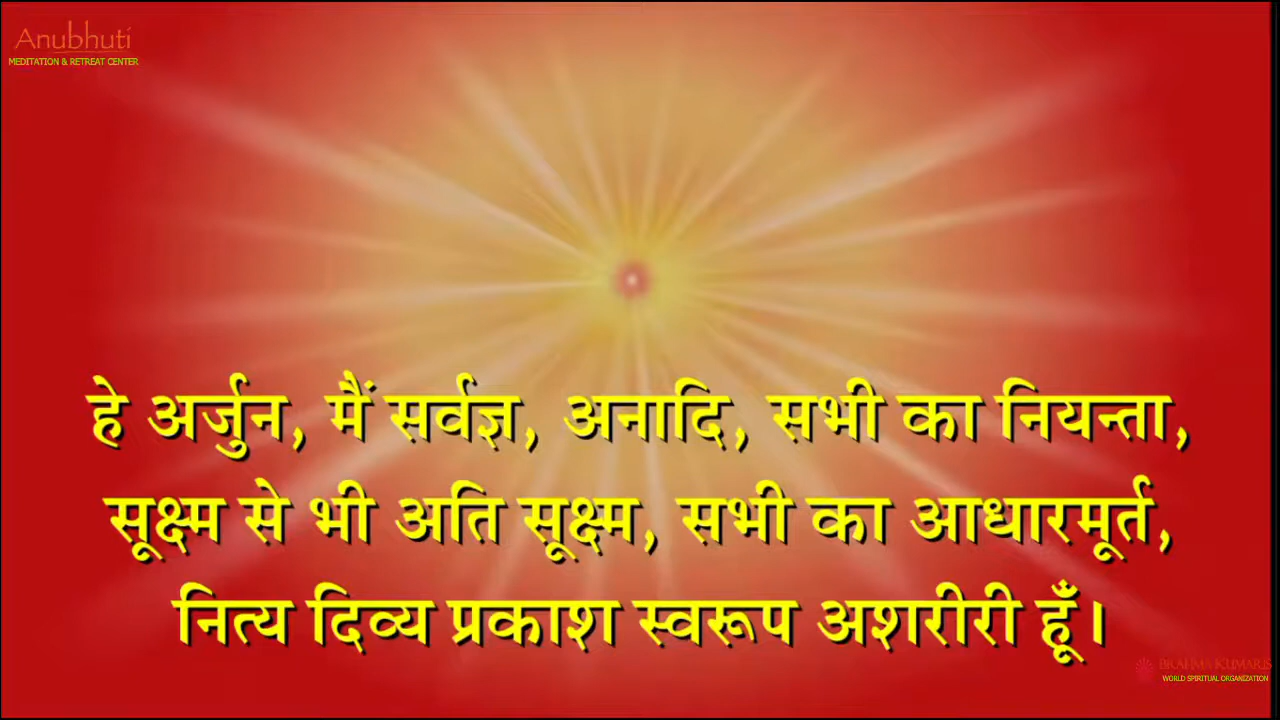 Anubhuti
MEDITATION & RETREAT CENTER
हे अर्जुन, मैं सर्वज्ञ, अनादि, सभी का नियन्ता,
सूक्ष्म से भी अति सूक्ष्म, सभी का आधारमूर्त,
नित्य दिव्य प्रकाश स्वरूप अशरीरी हूँ।
BRAHMA KUMARIS
WORLD SPIRITUAL ORGANIZATION